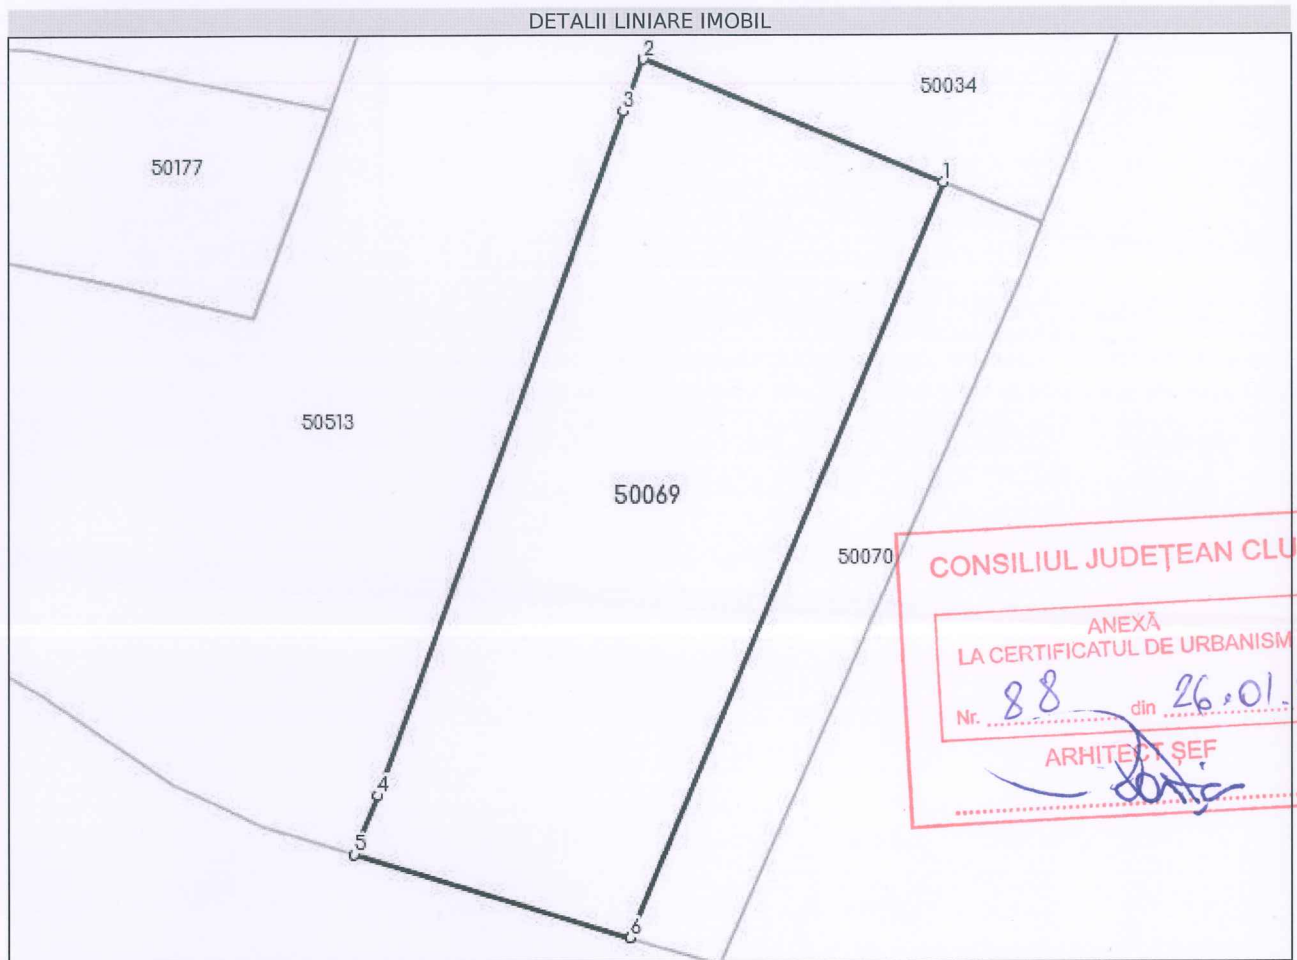 DETALII LINIARE IMOBIL
2
50034
3
50177
1
50513
50069
50070
CONSILIUL JUDEȚEAN CLU
ANEXĂ
LA CERTIFICATUL DE URBANISM
Nr. 88 din 26.01.
ARHITECT ȘEF
4
5
6